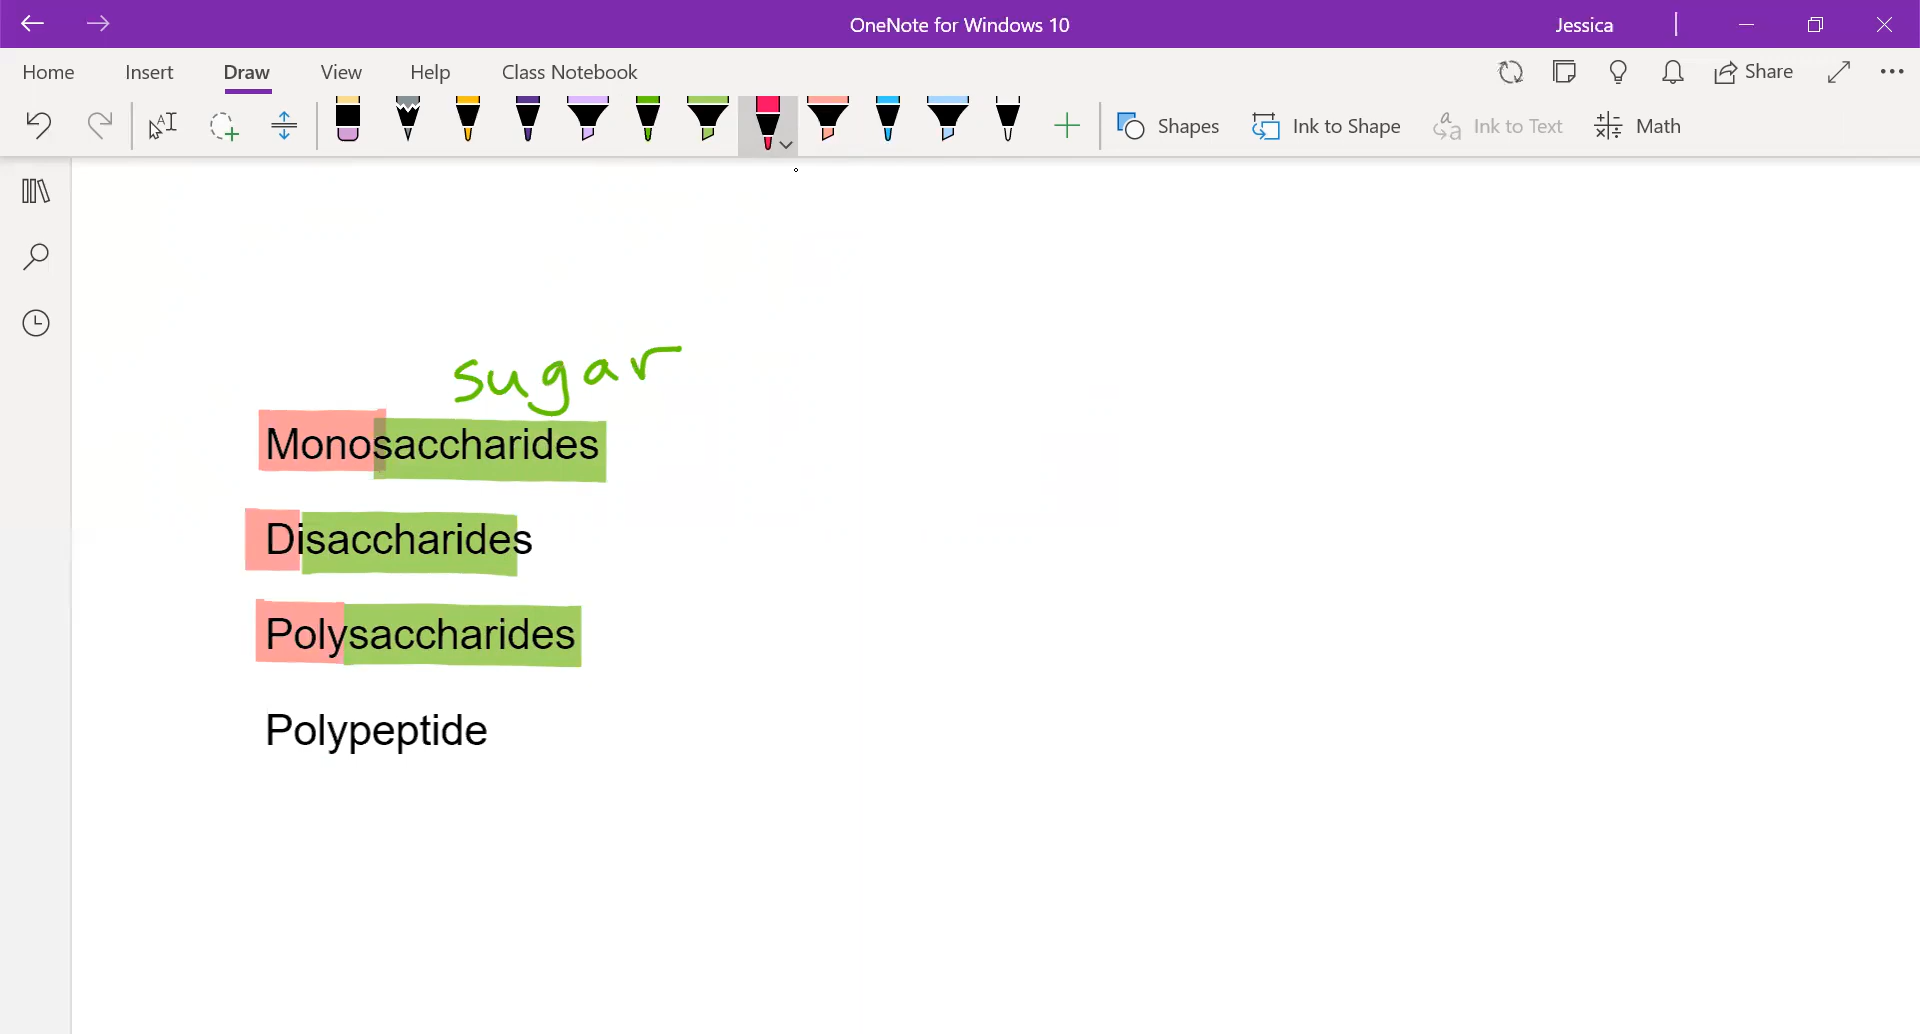 OneNote for Windows 10
Jessica
Home Insert Draw View Help Class Notebook
Share
Shapes Ink to Shape Ink to Text Math
sugar
Monosaccharides
Disaccharides
Polysaccharides
Polypeptide